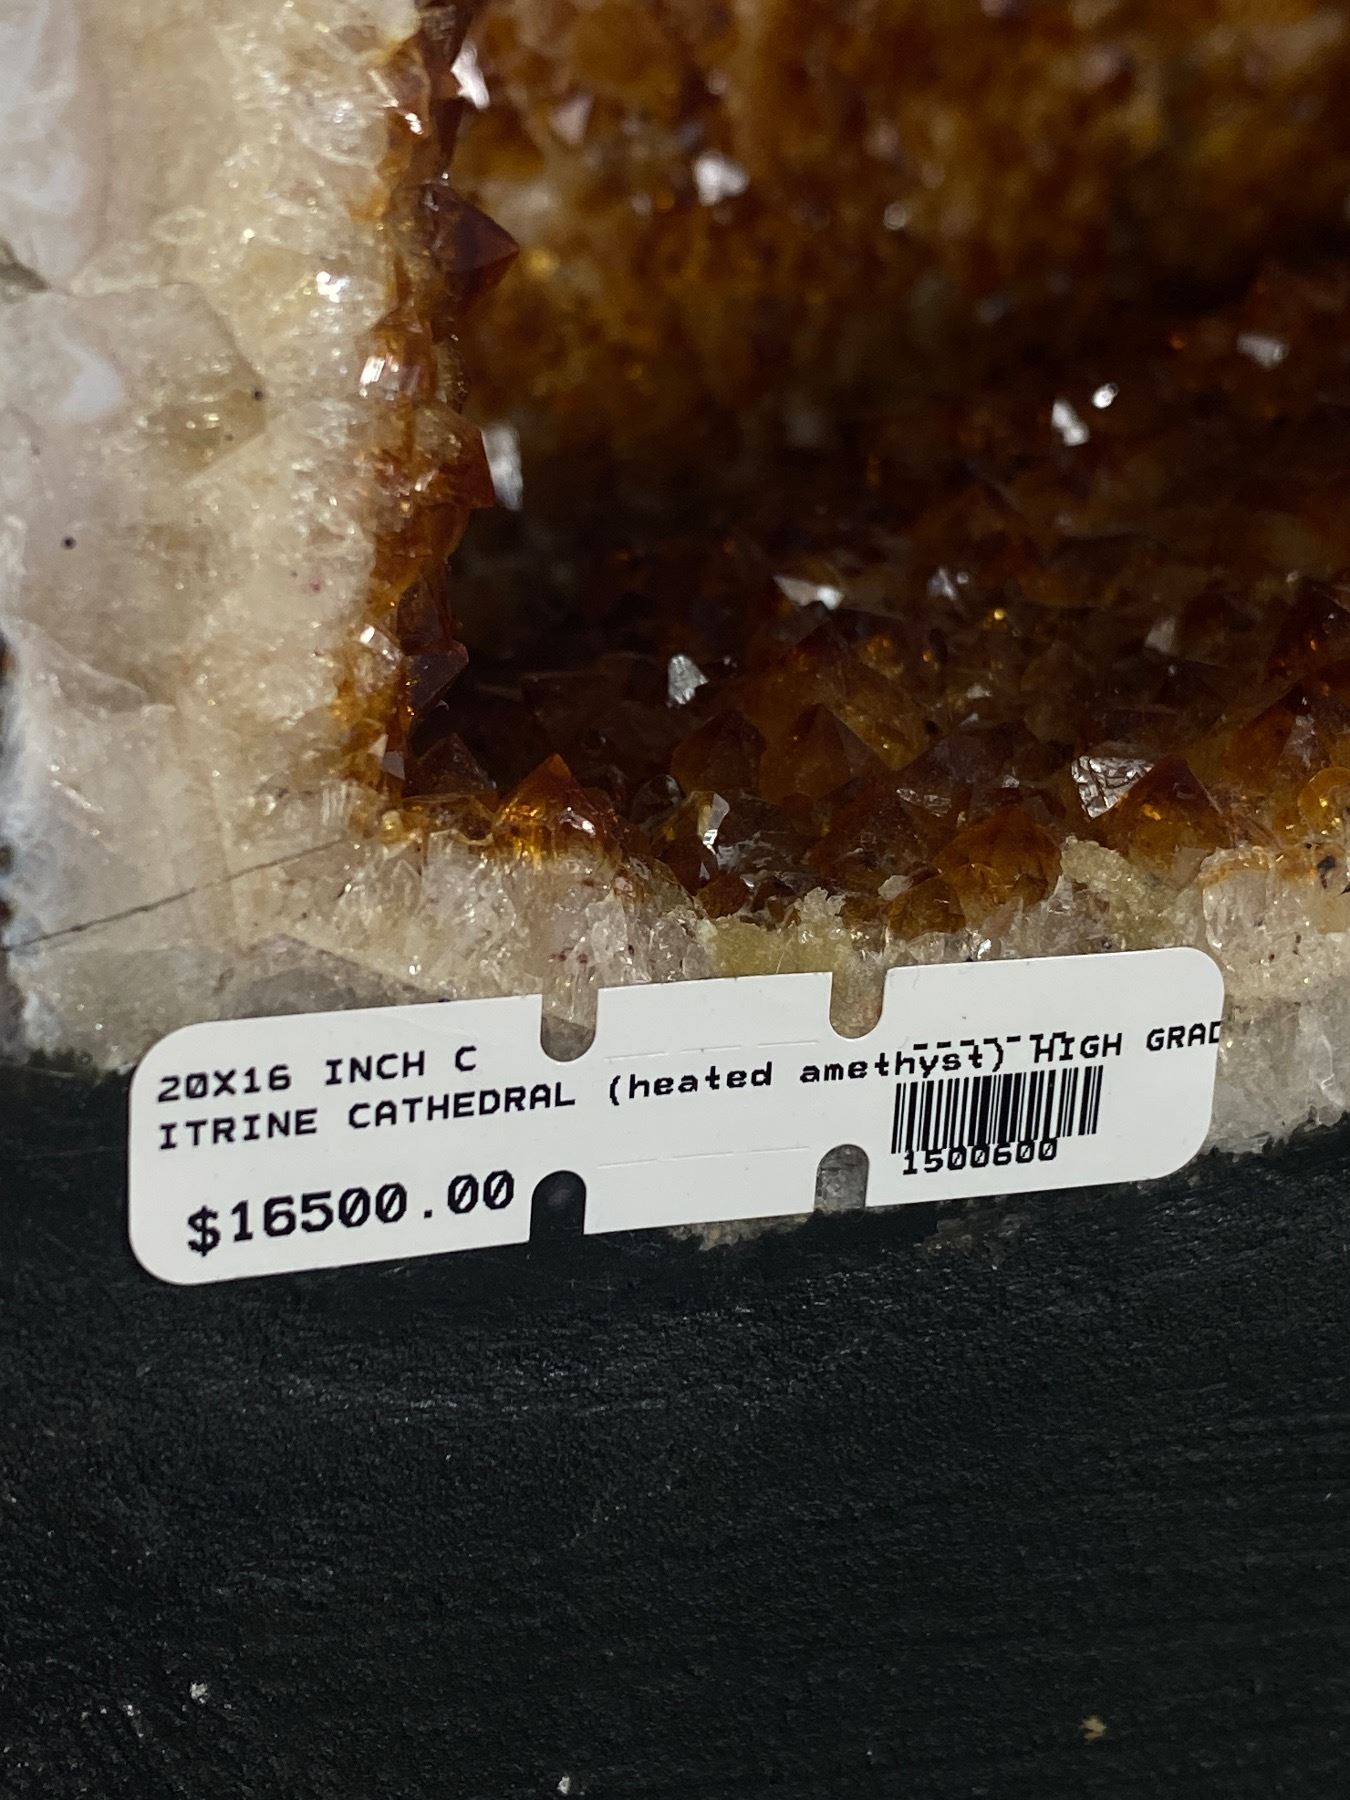 20X16 INCH C
ITRINE CATHEDRAL (heated amethyst) HIGH GRAD
$16500.00
1500600